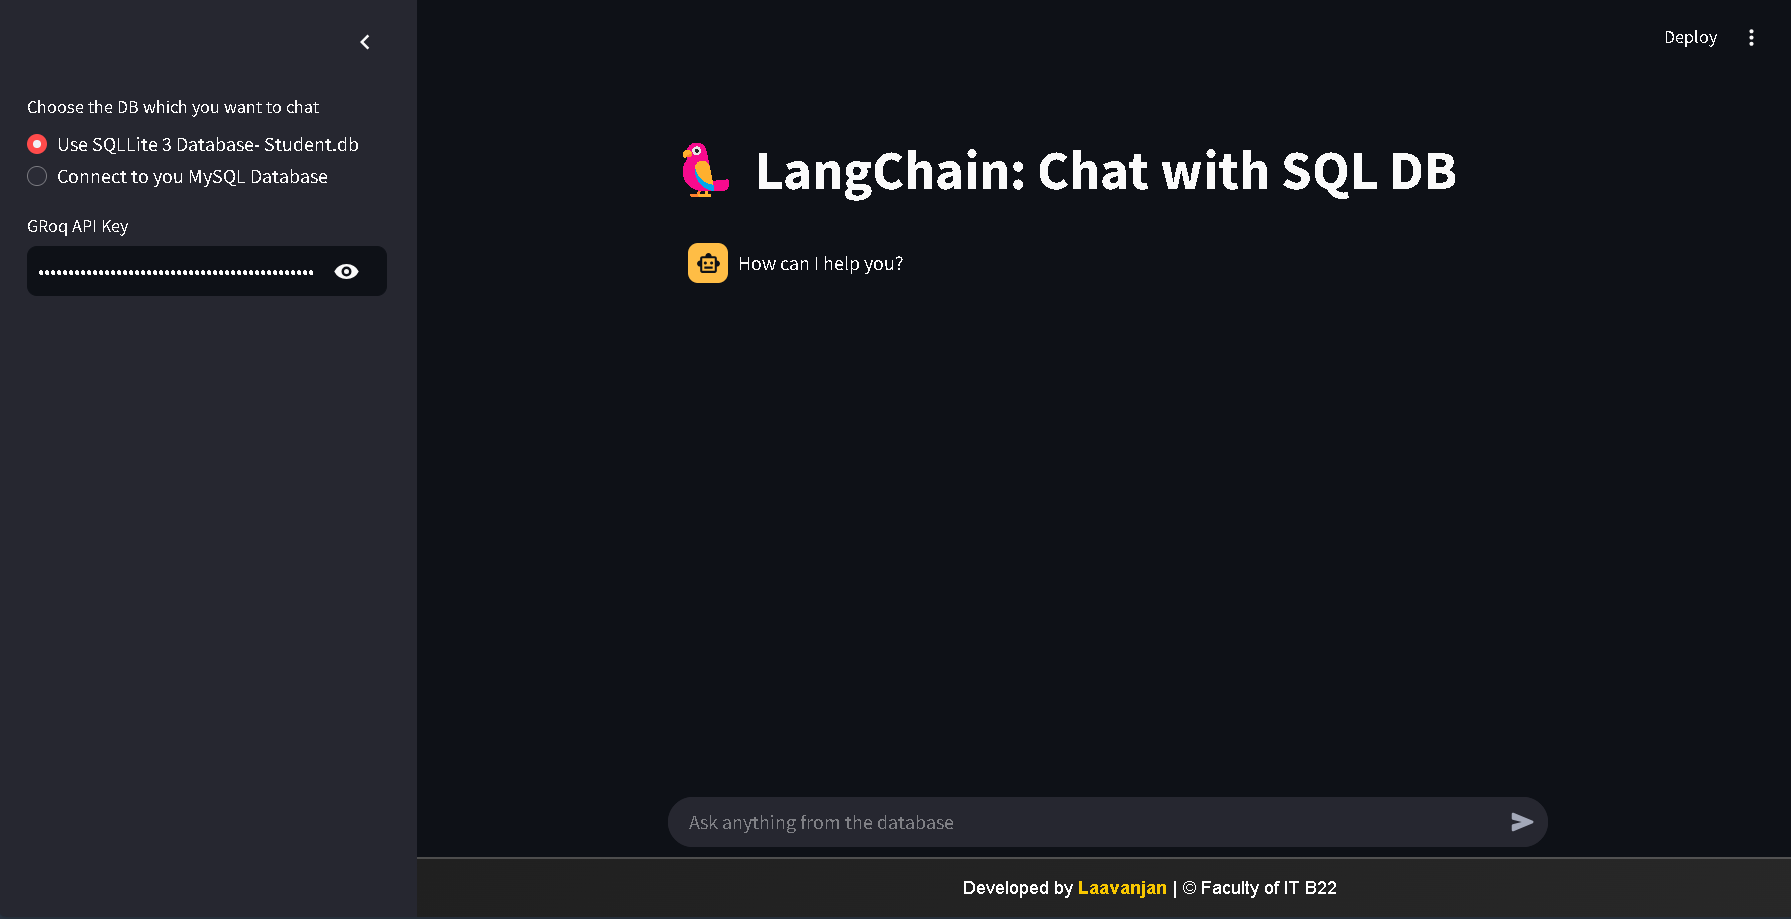 Deploy
Choose the DB which you want to chat
Use SQLLite 3 Database- Student.db
Connect to you MySQL Database
GRoq API Key
LangChain: Chat with SQL DB
How can I help you?
Ask anything from the database
Developed by Laavanjan | © Faculty of IT B22